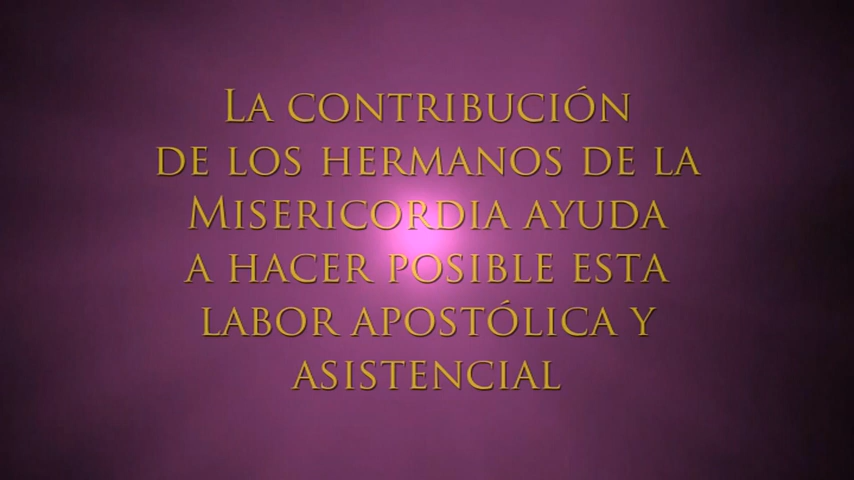 La contribución
de los hermanos de la
Misericordia ayuda
a hacer posible esta
labor apostólica y
asistencial